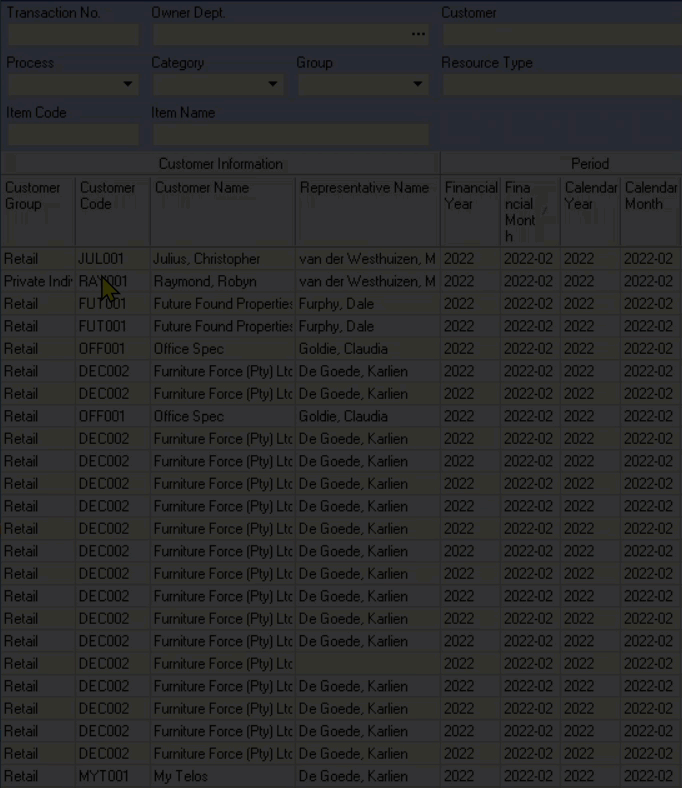 Transaction No. Owner Dept. Customer
...
Process Category Group Resource Type
Item Code Item Name
Customer Information Period
Customer Group Customer Code Customer Name Representative Name Financial Year Fina ncial Mont h Calendar Year Calendar Month
Retail JUL001 Julius, Christopher van der Westhuizen, M 2022 2022-02 2022 2022-02
Private Indi RAY001 Raymond, Robyn van der Westhuizen, M 2022 2022-02 2022 2022-02
Retail FUT001 Future Found Properties Furphy, Dale 2022 2022-02 2022 2022-02
Retail FUT001 Future Found Properties Furphy, Dale 2022 2022-02 2022 2022-02
Retail OFF001 Office Spec Goldie, Claudia 2022 2022-02 2022 2022-02
Retail DEC002 Furniture Force (Pty) Ltd De Goede, Karlien 2022 2022-02 2022 2022-02
Retail DEC002 Furniture Force (Pty) Ltd De Goede, Karlien 2022 2022-02 2022 2022-02
Retail OFF001 Office Spec Goldie, Claudia 2022 2022-02 2022 2022-02
Retail DEC002 Furniture Force (Pty) Ltd De Goede, Karlien 2022 2022-02 2022 2022-02
Retail DEC002 Furniture Force (Pty) Ltd De Goede, Karlien 2022 2022-02 2022 2022-02
Retail DEC002 Furniture Force (Pty) Ltd De Goede, Karlien 2022 2022-02 2022 2022-02
Retail DEC002 Furniture Force (Pty) Ltd De Goede, Karlien 2022 2022-02 2022 2022-02
Retail DEC002 Furniture Force (Pty) Ltd De Goede, Karlien 2022 2022-02 2022 2022-02
Retail DEC002 Furniture Force (Pty) Ltd De Goede, Karlien 2022 2022-02 2022 2022-02
Retail DEC002 Furniture Force (Pty) Ltd De Goede, Karlien 2022 2022-02 2022 2022-02
Retail DEC002 Furniture Force (Pty) Ltd De Goede, Karlien 2022 2022-02 2022 2022-02
Retail DEC002 Furniture Force (Pty) Ltd De Goede, Karlien 2022 2022-02 2022 2022-02
Retail DEC002 Furniture Force (Pty) Ltd De Goede, Karlien 2022 2022-02 2022 2022-02
Retail DEC002 Furniture Force (Pty) Ltd 2022 2022-02 2022 2022-02
Retail DEC002 Furniture Force (Pty) Ltd De Goede, Karlien 2022 2022-02 2022 2022-02
Retail DEC002 Furniture Force (Pty) Ltd De Goede, Karlien 2022 2022-02 2022 2022-02
Retail DEC002 Furniture Force (Pty) Ltd De Goede, Karlien 2022 2022-02 2022 2022-02
Retail DEC002 Furniture Force (Pty) Ltd De Goede, Karlien 2022 2022-02 2022 2022-02
Retail MYT001 My Telos De Goede, Karlien 2022 2022-02 2022 2022-02